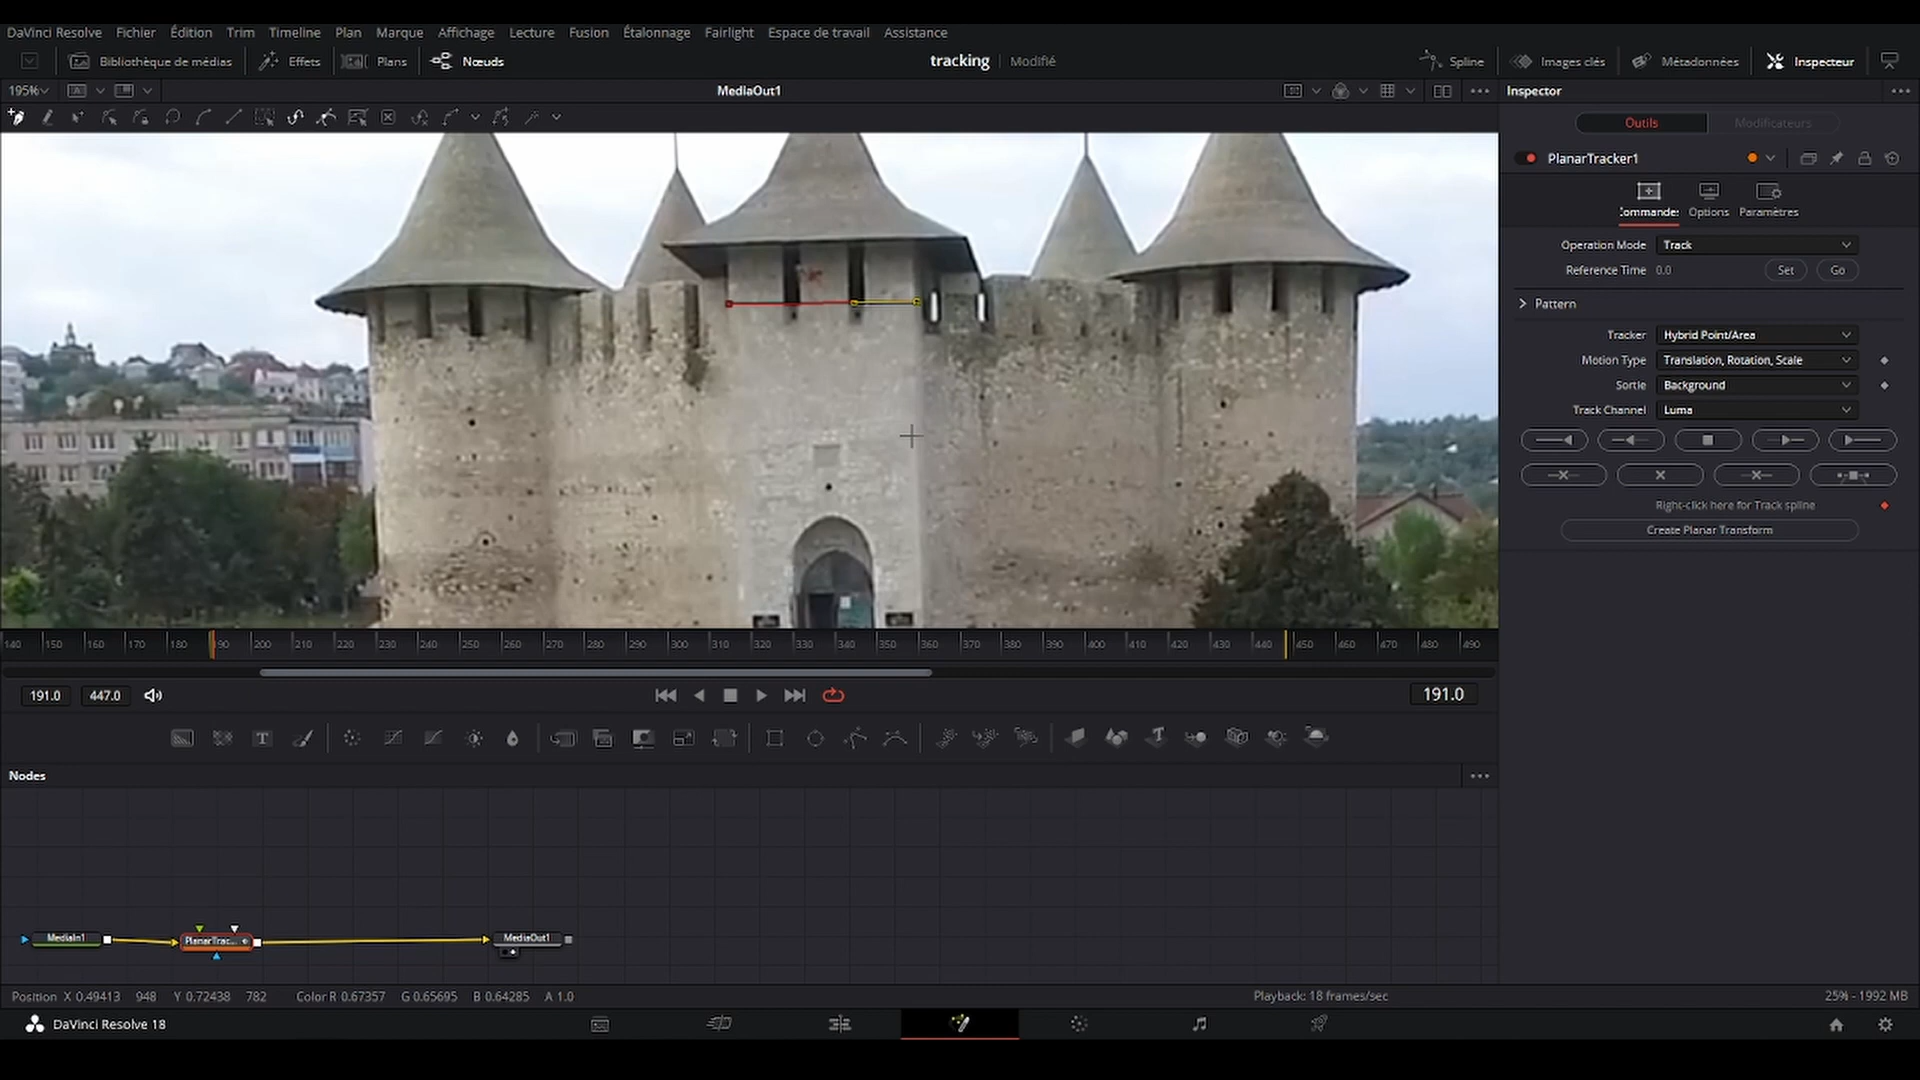 DaVinci Resolve Fichier Édition Trim Timeline Plan Marque Affichage Lecture Fusion Étalonnage Fairlight Espace de travail Assistance
Bibliothèque de médias Effets Plans Nœuds tracking Modifié Spline Images clés Métadonnées Inspecteur
195% MediaOut1 Inspector
Outils Modificateurs
PlanarTracker1
ommande: Options Paramètres
Operation Mode Track
Reference Time 0.0 Set Go
Pattern
Tracker Hybrid Point/Area
Motion Type Translation, Rotation, Scale
Sortie Background
Track Channel Luma
Right-click here for Track spline
Create Planar Transform
140 150 160 170 180 190 200 210 220 230 240 250 260 270 280 290 300 310 320 330 340 350 360 370 380 390 400 410 420 430 440 450 460 470 480 490
191.0 447.0 191.0
Nodes
MediaIn1 PlanarTrac... MediaOut1
Position X 0.49413 948 Y 0.72438 782 Color R 0.67357 G 0.65695 B 0.64285 A 1.0 Playback: 18 frames/sec 25% - 1992 MB
DaVinci Resolve 18